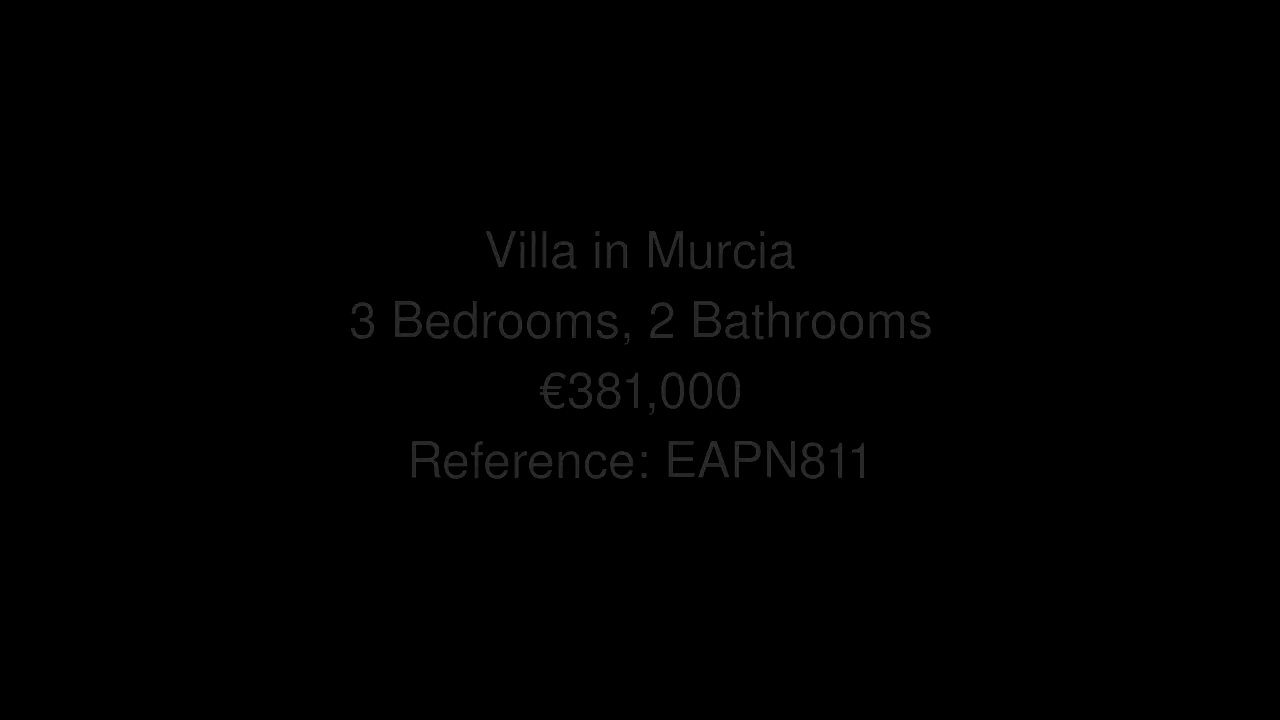 Villa in Murcia
3 Bedrooms, 2 Bathrooms
€381,000
Reference: EAPN811